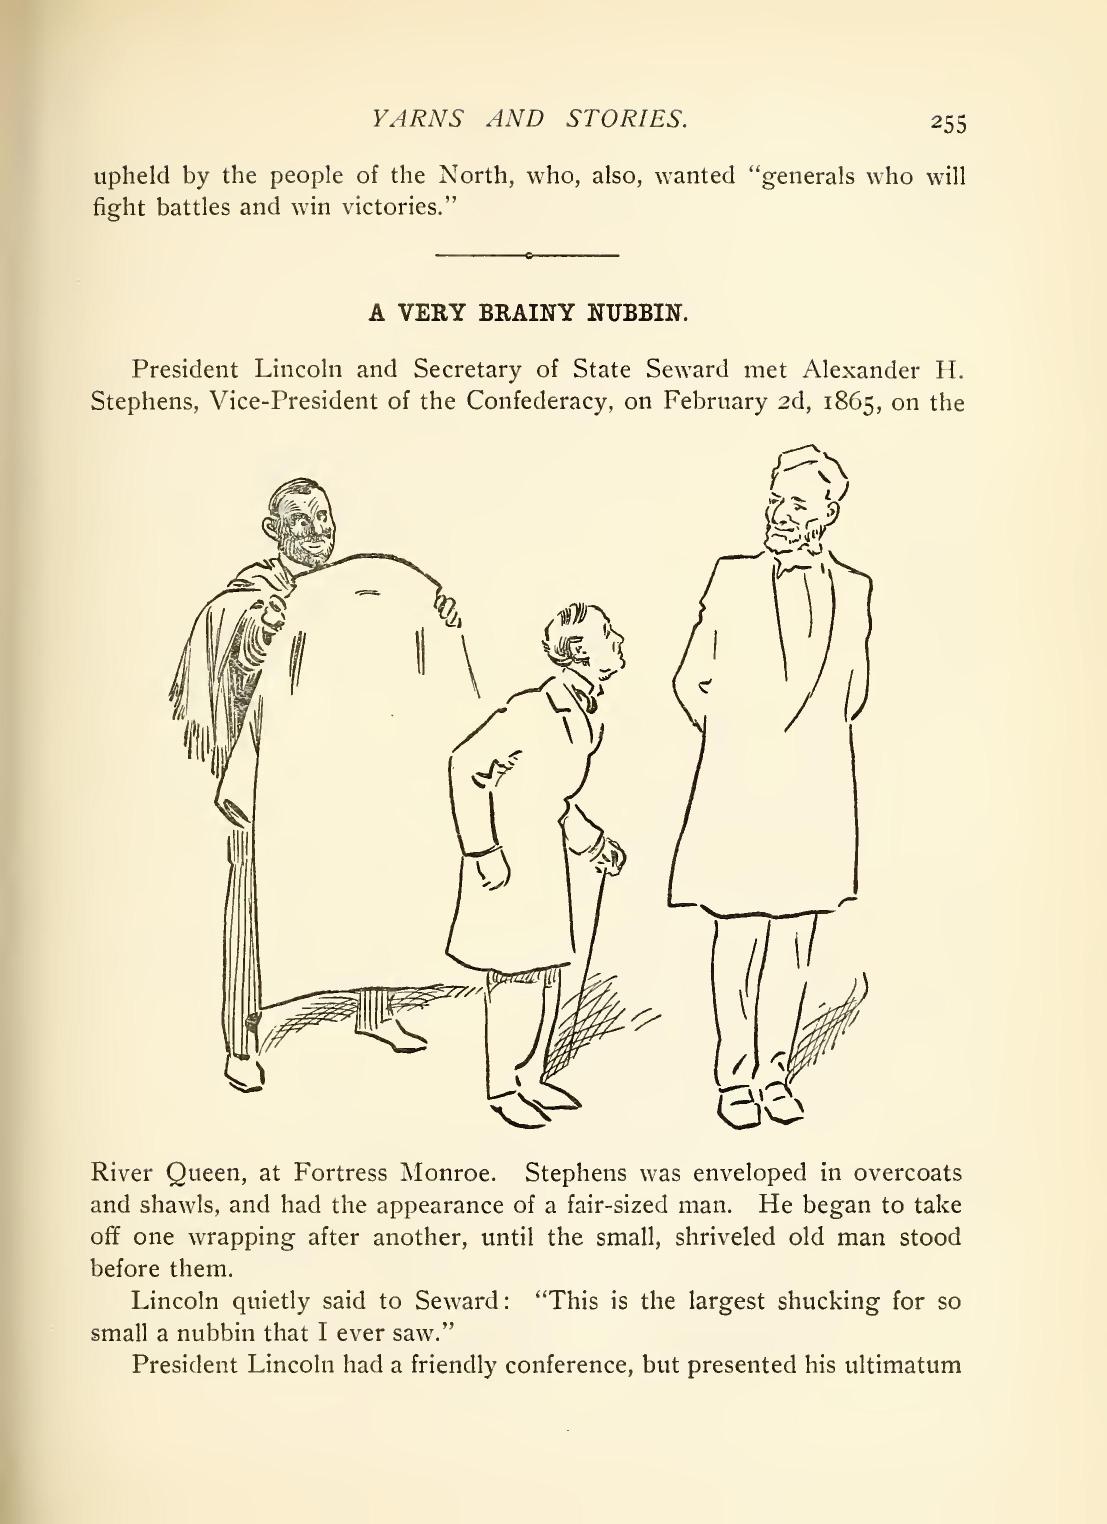 YARNS AND STORIES. 255
upheld by the people of the North, who, also, wanted “generals who will
fight battles and win victories.”
A VERY BRAINY NUBBIN.
President Lincoln and Secretary of State Seward met Alexander H.
Stephens, Vice-President of the Confederacy, on February 2d, 1865, on the
River Queen, at Fortress Monroe. Stephens was enveloped in overcoats
and shawls, and had the appearance of a fair-sized man. He began to take
off one wrapping after another, until the small, shriveled old man stood
before them.
Lincoln quietly said to Seward: “This is the largest shucking for so
small a nubbin that I ever saw.”
President Lincoln had a friendly conference, but presented his ultimatum